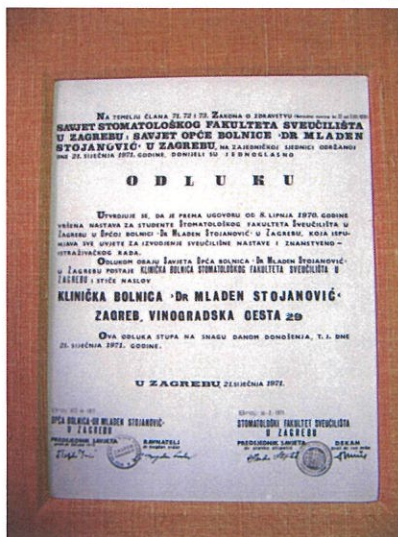 NA TEMELJU ČLANA 71. 72 I 73. ZAKONA O ZDRAVSTVU
SAVJET STOMATOLOŠKOG FAKULTETA SVEUČILIŠTA
U ZAGREBU I SAVJET OPĆE BOLNICE »DR MLADEN
STOJANOVIĆ« U ZAGREBU, NA ZAJEDNIČKOJ SJEDNICI ODRŽANOJ
DNE 21. SIJEČNJA 1971. GODINE, DONIJELI SU JEDNOGLASNO
ODLUKU
UTVRDJUJE SE, DA JE PREMA UGOVORU OD 8. LIPNJA 1970. GODINE
VRŠENA NASTAVA ZA STUDENTE STOMATOLOŠKOG FAKULTETA SVEUČILIŠTA U
ZAGREBU U OPĆOJ BOLNICI »DR MLADEN STOJANOVIĆ« U ZAGREBU, KOJA ISPU-
NJAVA SVE UVJETE ZA IZVODJENJE SVEUČILIŠNE NASTAVE I ZNANSTVENO-
ISTRAŽIVAČKOG RADA.
ODLUKOM OBAJU SAVJETA OPĆA BOLNICA »DR MLADEN STOJANOVIĆ«
U ZAGREBU POSTAJE KLINIČKA BOLNICA STOMATOLOŠKOG FAKULTETA SVEUČILIŠTA U
ZAGREBU I STIČE NASLOV
KLINIČKA BOLNICA »DR MLADEN STOJANOVIĆ«
ZAGREB, VINOGRADSKA CESTA 29
OVA ODLUKA STUPA NA SNAGU DANOM DONOŠENJA, T. J. DNE
21. SIJEČNJA 1971. GODINE.
U ZAGREBU, 21. SIJEČNJA 1971.
OPĆA BOLNICA »DR MLADEN STOJANOVIĆ«
U ZAGREBU
PREDSJEDNIK SAVJETA RAVNATELJ
STOMATOLOŠKI FAKULTET SVEUČILIŠTA
U ZAGREBU
PREDSJEDNIK SAVJETA DEKAN